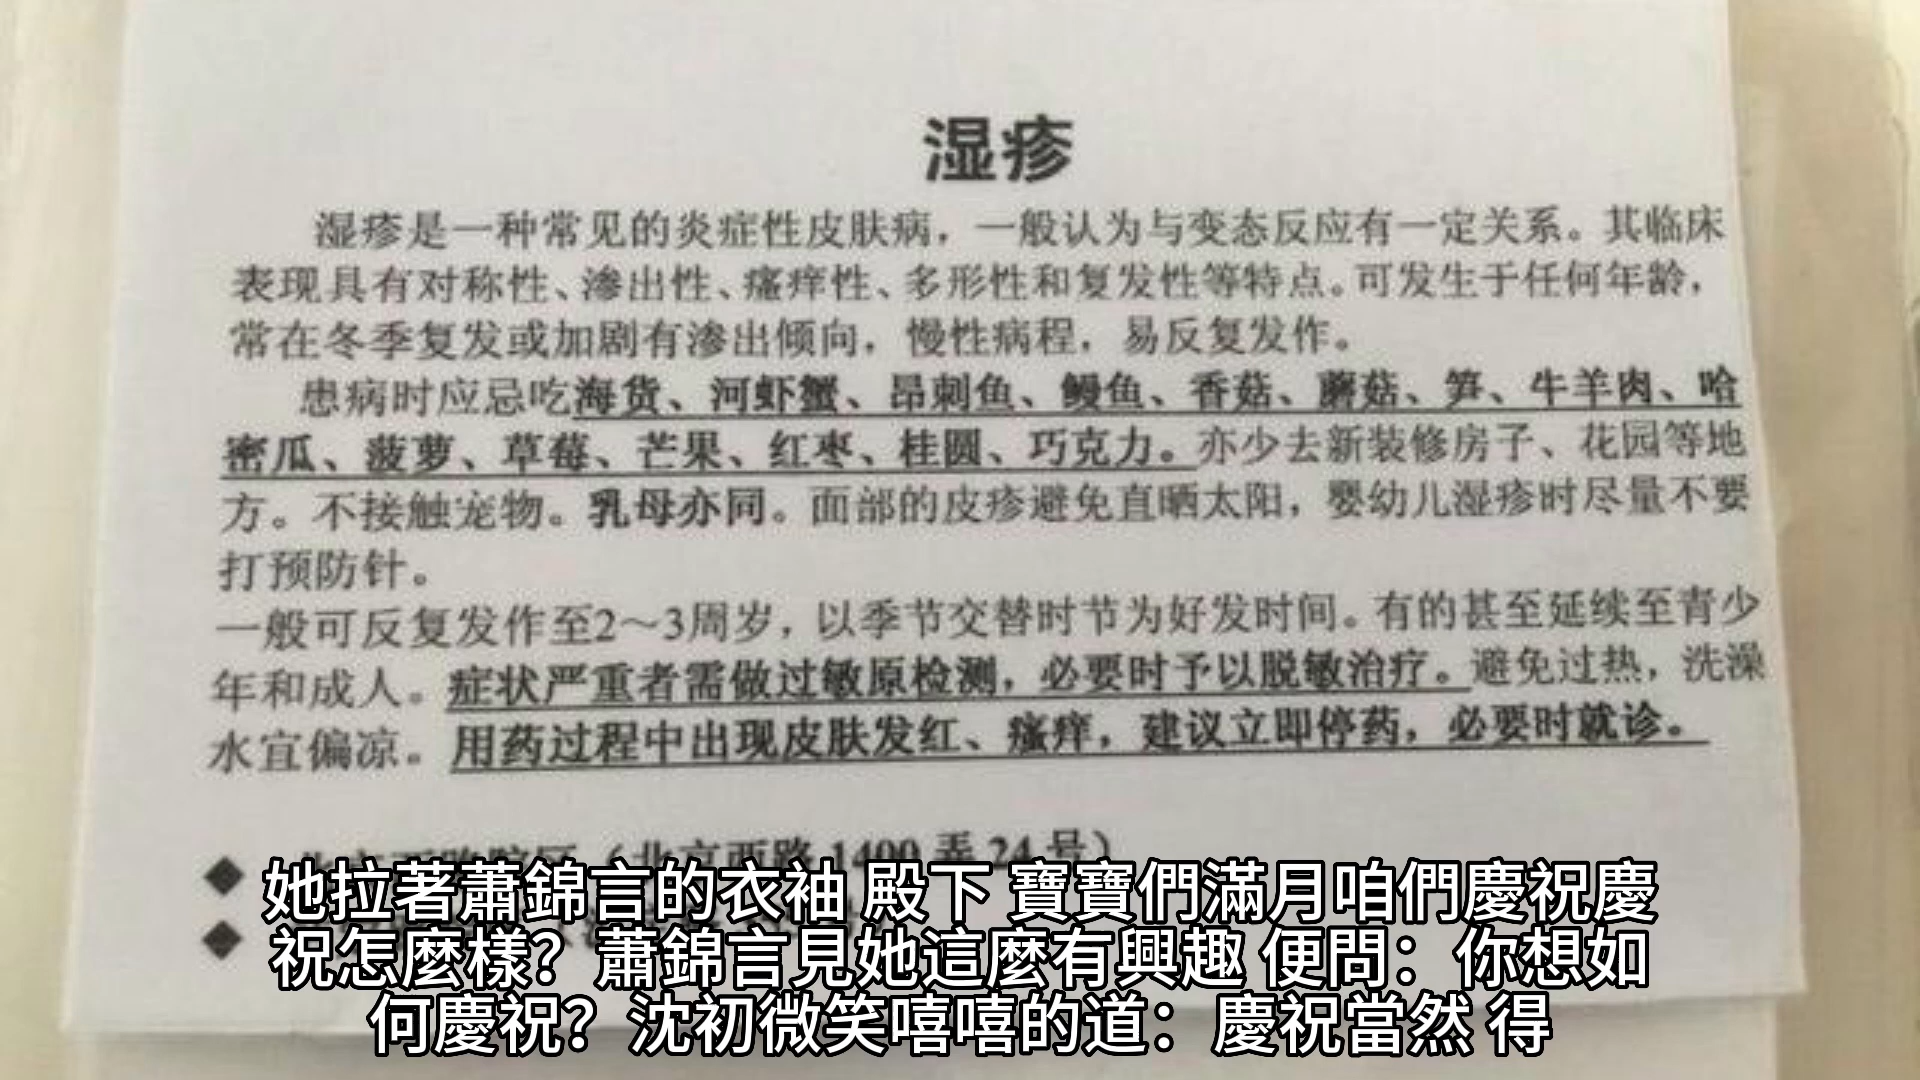 湿疹
湿疹是一种常见的炎症性皮肤病，一般认为与变态反应有一定关系。其临床
表现具有对称性、渗出性、瘙痒性、多形性和复发性等特点。可发生于任何年龄，
常在冬季复发或加剧有渗出倾向，慢性病程，易反复发作。
患病时应忌吃海货、河虾蟹、昂刺鱼、鳗鱼、香菇、蘑菇、笋、牛羊肉、哈
密瓜、菠萝、草莓、芒果、红枣、桂圆、巧克力。亦少去新装修房子、花园等地
方。不接触宠物。乳母亦同。面部的皮疹避免直晒太阳，婴幼儿湿疹时尽量不要
打预防针。
一般可反复发作至2～3周岁，以季节交替时节为好发时间。有的甚至延续至青少
年和成人。症状严重者需做过敏原检测，必要时予以脱敏治疗。避免过热，洗澡
水宜偏凉。用药过程中出现皮肤发红、瘙痒，建议立即停药，必要时就诊。
（北京西路 1400 弄 24 号）
她拉著蕭錦言的衣袖 殿下 寶寶們滿月咱們慶祝慶
祝怎麼樣？蕭錦言見她這麼有興趣 便問：你想如
何慶祝？沈初微笑嘻嘻的道：慶祝當然 得